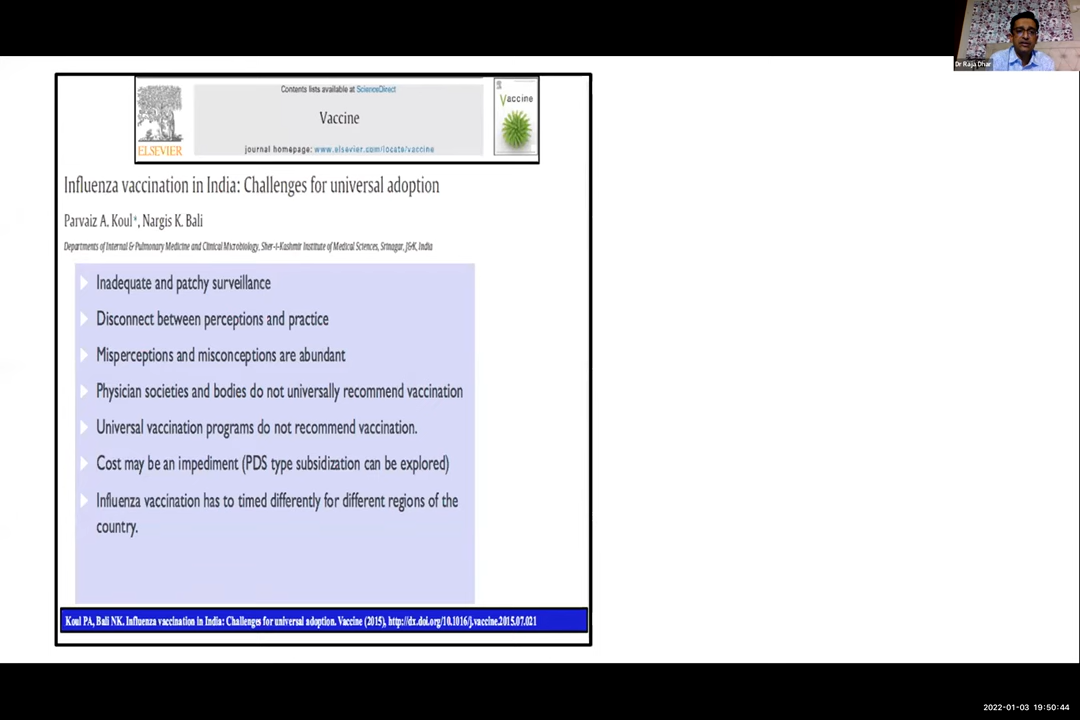 Dr Raja Dhar
Contents lists available at ScienceDirect
Vaccine
journal homepage: www.elsevier.com/locate/vaccine
ELSEVIER
Vaccine
Influenza vaccination in India: Challenges for universal adoption
Parvaiz A. Koul*, Nargis K. Bali
Departments of Internal & Pulmonary Medicine and Clinical Microbiology, Sher-i-Kashmir Institute of Medical Sciences, Srinagar, J&K, India
Inadequate and patchy surveillance
Disconnect between perceptions and practice
Misperceptions and misconceptions are abundant
Physician societies and bodies do not universally recommend vaccination
Universal vaccination programs do not recommend vaccination.
Cost may be an impediment (PDS type subsidization can be explored)
Influenza vaccination has to timed differently for different regions of the
country.
Koul PA, Bali NK. Influenza vaccination in India: Challenges for universal adoption. Vaccine (2015), http://dx.doi.org/10.1016/j.vaccine.2015.07.021
2022-01-03 19:50:44